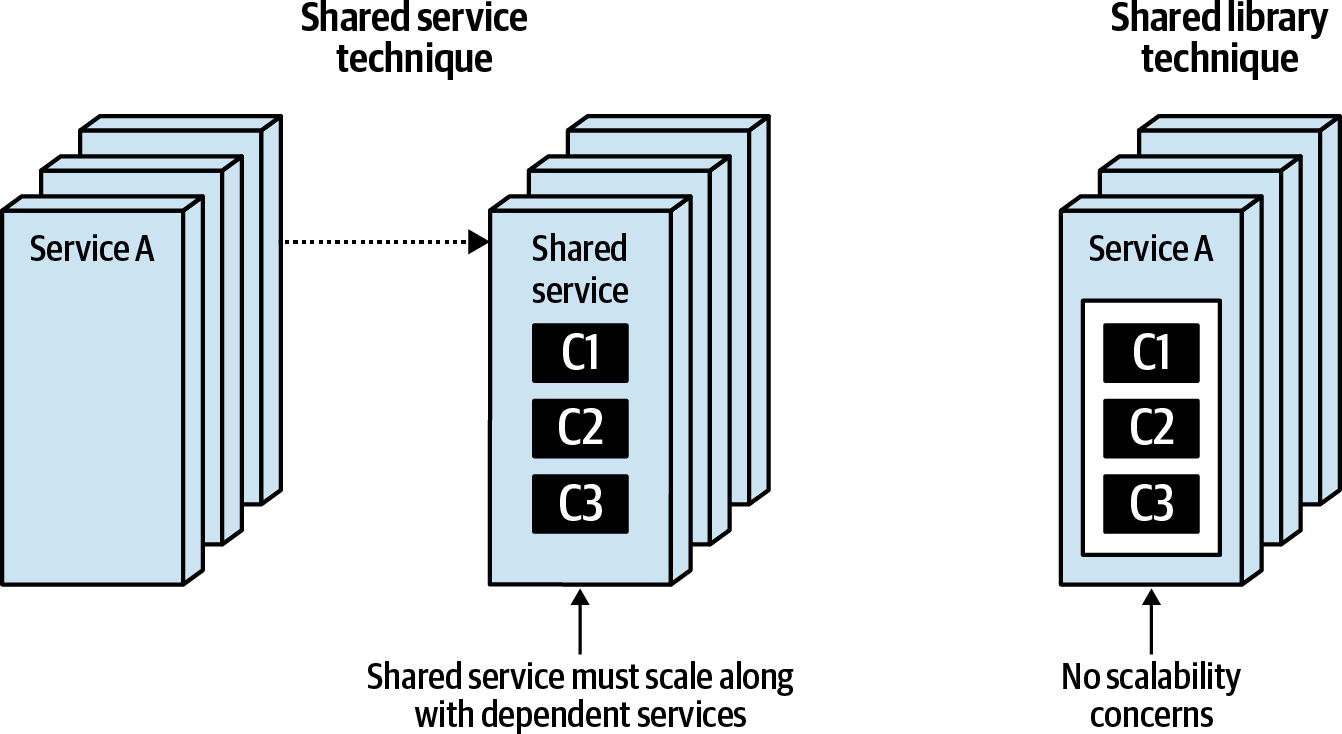 Shared service
technique
Service A
Shared
service
C1
C2
C3
Shared service must scale along
with dependent services
Shared library
technique
Service A
C1
C2
C3
No scalability
concerns